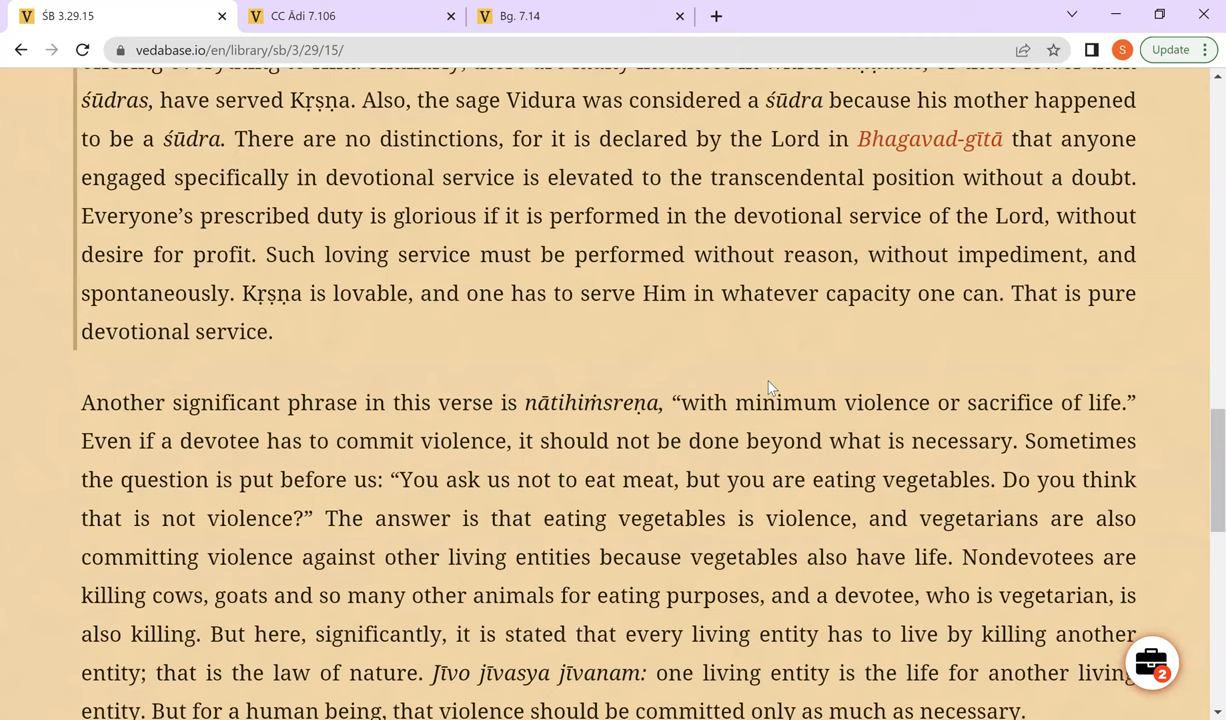 ŚB 3.29.15
CC Ādi 7.106
Bg. 7.14
vedabase.io/en/library/sb/3/29/15/
S
Update
śūdras, have served Kṛṣṇa. Also, the sage Vidura was considered a śūdra because his mother happened
to be a śūdra. There are no distinctions, for it is declared by the Lord in Bhagavad-gītā that anyone
engaged specifically in devotional service is elevated to the transcendental position without a doubt.
Everyone’s prescribed duty is glorious if it is performed in the devotional service of the Lord, without
desire for profit. Such loving service must be performed without reason, without impediment, and
spontaneously. Kṛṣṇa is lovable, and one has to serve Him in whatever capacity one can. That is pure
devotional service.
Another significant phrase in this verse is nātihiṁsreṇa, “with minimum violence or sacrifice of life.”
Even if a devotee has to commit violence, it should not be done beyond what is necessary. Sometimes
the question is put before us: “You ask us not to eat meat, but you are eating vegetables. Do you think
that is not violence?” The answer is that eating vegetables is violence, and vegetarians are also
committing violence against other living entities because vegetables also have life. Nondevotees are
killing cows, goats and so many other animals for eating purposes, and a devotee, who is vegetarian, is
also killing. But here, significantly, it is stated that every living entity has to live by killing another
entity; that is the law of nature. Jīvo jīvasya jīvanam: one living entity is the life for another living
entity. But for a human being, that violence should be committed only as much as necessary.
2